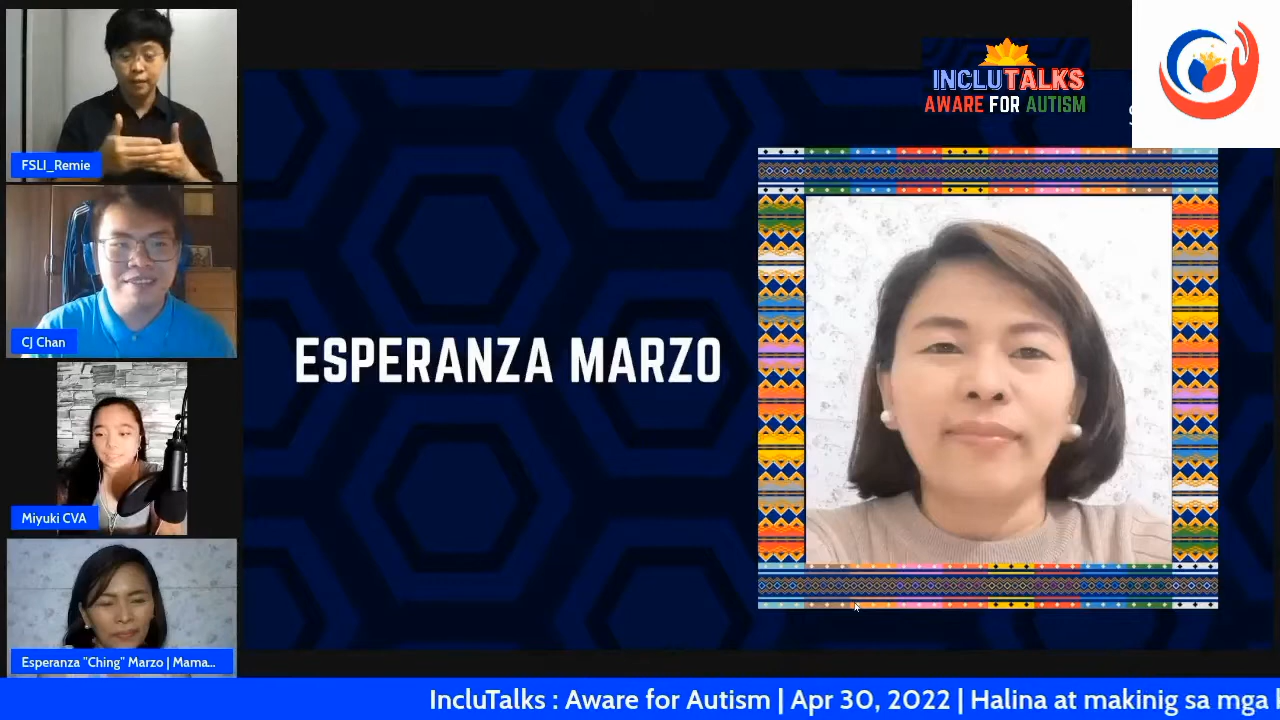 FSLI_Remie
CJ Chan
Miyuki CVA
Esperanza "Ching" Marzo | Mama...
INCLUTALKS
AWARE FOR AUTISM
ESPERANZA MARZO
IncluTalks : Aware for Autism | Apr 30, 2022 | Halina at makinig sa mga